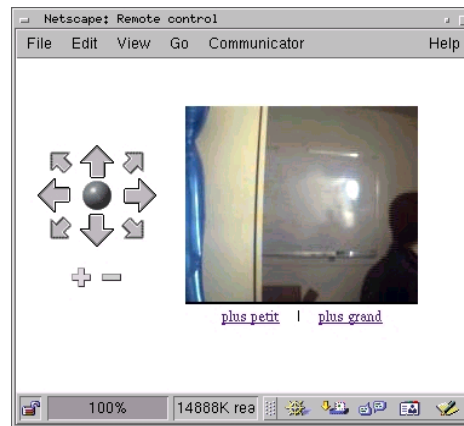 Netscape: Remote control
File Edit View Go Communicator Help
plus petit | plus grand
100% 14888K rea